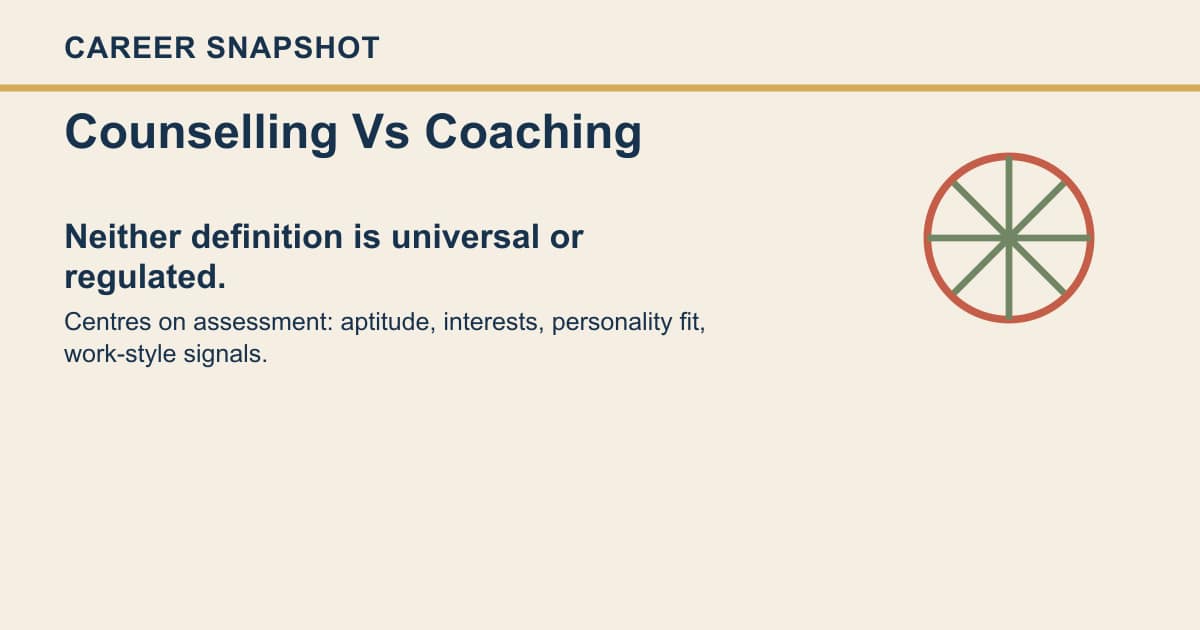 CAREER SNAPSHOT
Counselling Vs Coaching
Neither definition is universal or
regulated.
Centres on assessment: aptitude, interests, personality fit,
work-style signals.